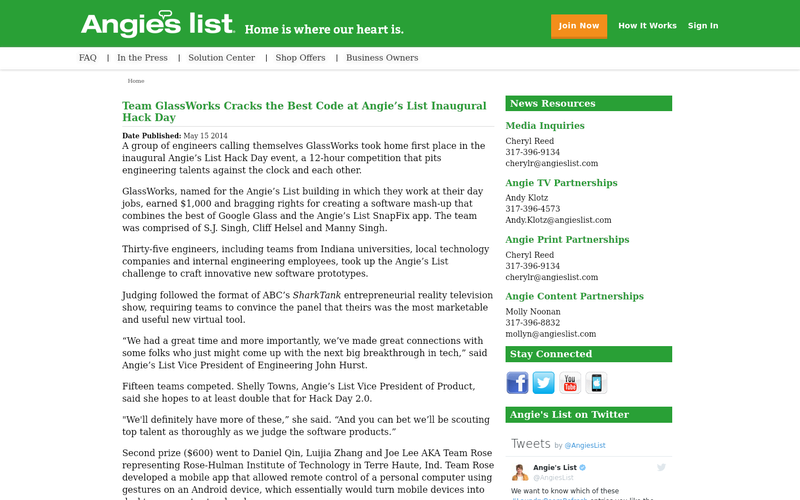 Angie's list.
Home is where our heart is.
Join Now
How It Works
Sign In
FAQ | In the Press | Solution Center | Shop Offers | Business Owners
Home
Team GlassWorks Cracks the Best Code at Angie’s List Inaugural
Hack Day
Date Published: May 15 2014
A group of engineers calling themselves GlassWorks took home first place in the
inaugural Angie’s List Hack Day event, a 12-hour competition that pits
engineering talents against the clock and each other.
GlassWorks, named for the Angie’s List building in which they work at their day
jobs, earned $1,000 and bragging rights for creating a software mash-up that
combines the best of Google Glass and the Angie’s List SnapFix app. The team
was comprised of S.J. Singh, Cliff Helsel and Manny Singh.
Thirty-five engineers, including teams from Indiana universities, local technology
companies and internal engineering employees, took up the Angie’s List
challenge to craft innovative new software prototypes.
Judging followed the format of ABC’s SharkTank entrepreneurial reality television
show, requiring teams to convince the panel that theirs was the most marketable
and useful new virtual tool.
“We had a great time and more importantly, we’ve made great connections with
some folks who just might come up with the next big breakthrough in tech,” said
Angie’s List Vice President of Engineering John Hurst.
Fifteen teams competed. Shelly Towns, Angie’s List Vice President of Product,
said she hopes to at least double that for Hack Day 2.0.
"We'll definitely have more of these,” she said. “And you can bet we’ll be scouting
top talent as thoroughly as we judge the software products.”
Second prize ($600) went to Daniel Qin, Luijia Zhang and Joe Lee AKA Team Rose
representing Rose-Hulman Institute of Technology in Terre Haute, Ind. Team Rose
developed a mobile app that allowed remote control of a personal computer using
gestures on an Android device, which essentially would turn mobile devices into
News Resources
Media Inquiries
Cheryl Reed
317-396-9134
cherylr@angieslist.com
Angie TV Partnerships
Andy Klotz
317-396-4573
Andy.Klotz@angieslist.com
Angie Print Partnerships
Cheryl Reed
317-396-9134
cherylr@angieslist.com
Angie Content Partnerships
Molly Noonan
317-396-8832
mollyn@angieslist.com
Stay Connected
You
Tube
Angie's List on Twitter
Tweets by @AngiesList
Angie's List
@AngiesList
We want to know which of these